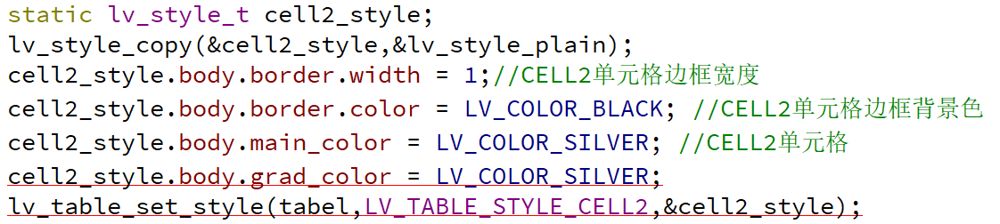 static lv_style_t cell2_style;
lv_style_copy(&cell2_style,&lv_style_plain);
cell2_style.body.border.width = 1;//CELL2单元格边框宽度
cell2_style.body.border.color = LV_COLOR_BLACK; //CELL2单元格边框背景色
cell2_style.body.main_color = LV_COLOR_SILVER; //CELL2单元格
cell2_style.body.grad_color = LV_COLOR_SILVER;
lv_table_set_style(tabel,LV_TABLE_STYLE_CELL2,&cell2_style);